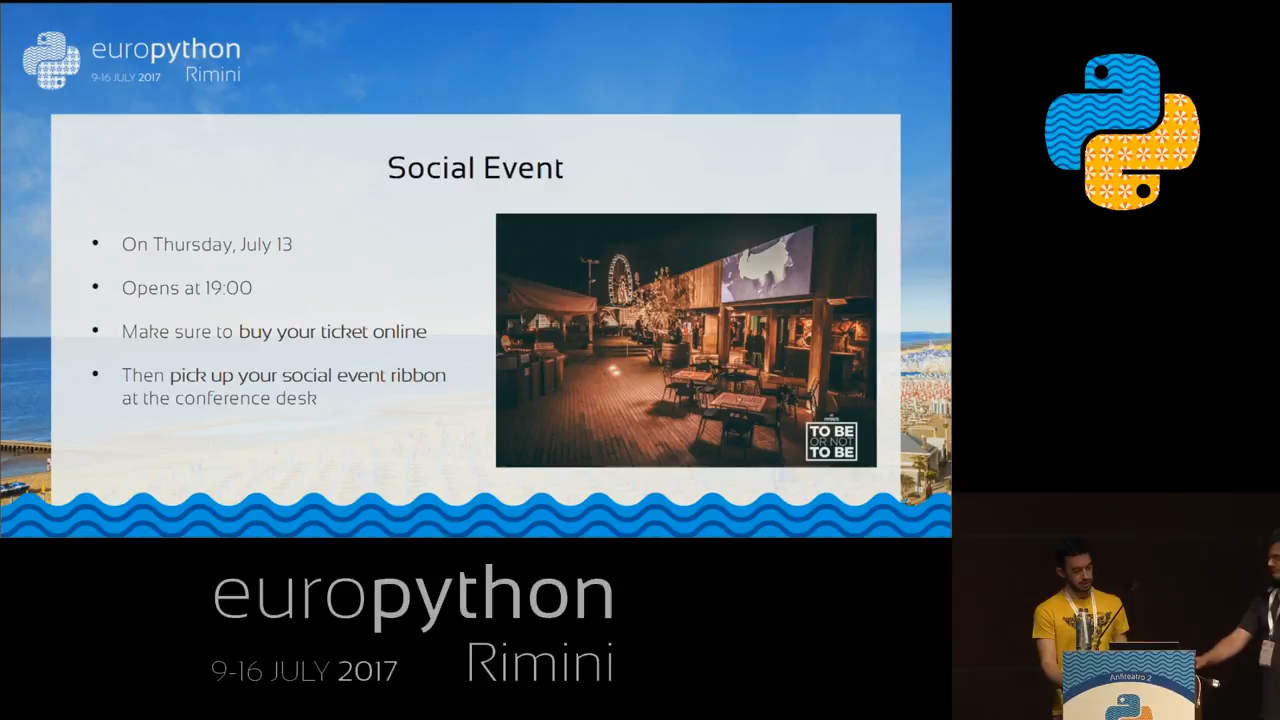 europython
9-16 JULY 2017 Rimini
Social Event
• On Thursday, July 13
• Opens at 19:00
• Make sure to buy your ticket online
• Then pick up your social event ribbon
at the conference desk
TO BE
OR NOT
TO BE
europython
9-16 JULY 2017 Rimini
Anfiteatro 2